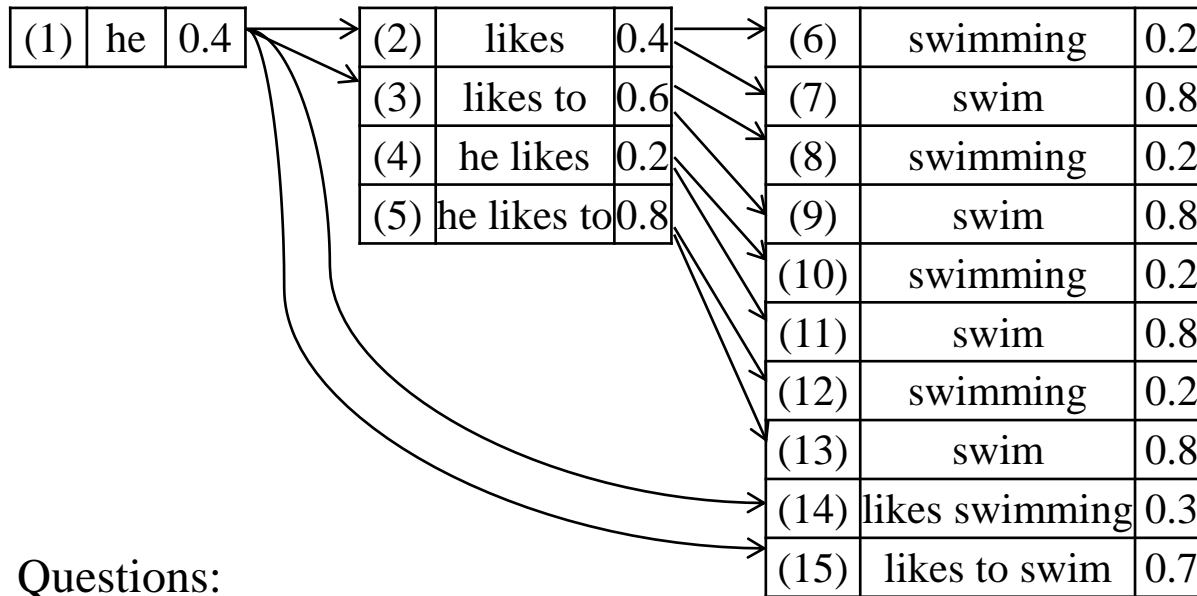 (1) he 0.4 (2) likes 0.4 (6) swimming 0.2
(3) likes to 0.6 (7) swim 0.8
(4) he likes 0.2 (8) swimming 0.2
(5) he likes to 0.8 (9) swim 0.8
(10) swimming 0.2
(11) swim 0.8
(12) swimming 0.2
(13) swim 0.8
(14) likes swimming 0.3
Questions:
(15) likes to swim 0.7